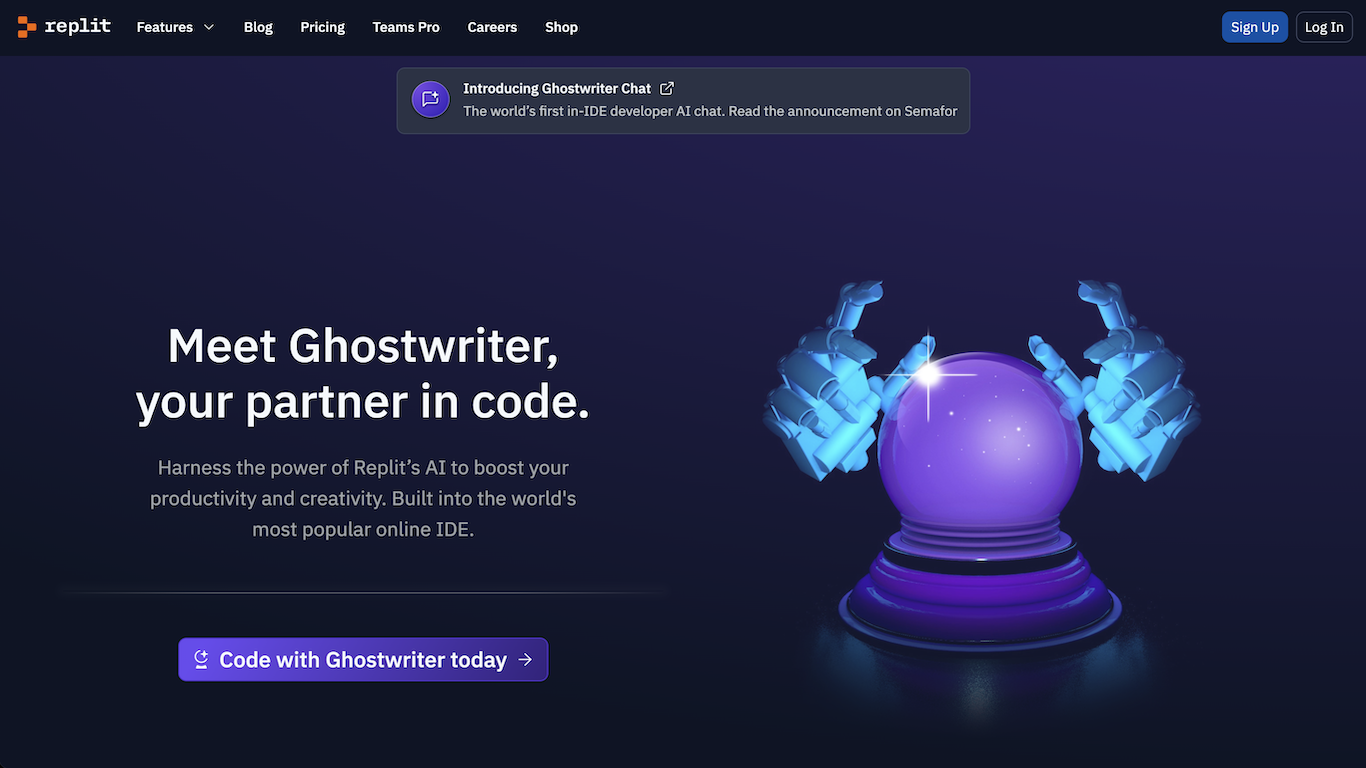 replit
Features
Blog
Pricing
Teams Pro
Careers
Shop
Sign Up
Log In
Introducing Ghostwriter Chat
The world’s first in-IDE developer AI chat. Read the announcement on Semafor
Meet Ghostwriter,
your partner in code.
Harness the power of Replit’s AI to boost your
productivity and creativity. Built into the world's
most popular online IDE.
Code with Ghostwriter today